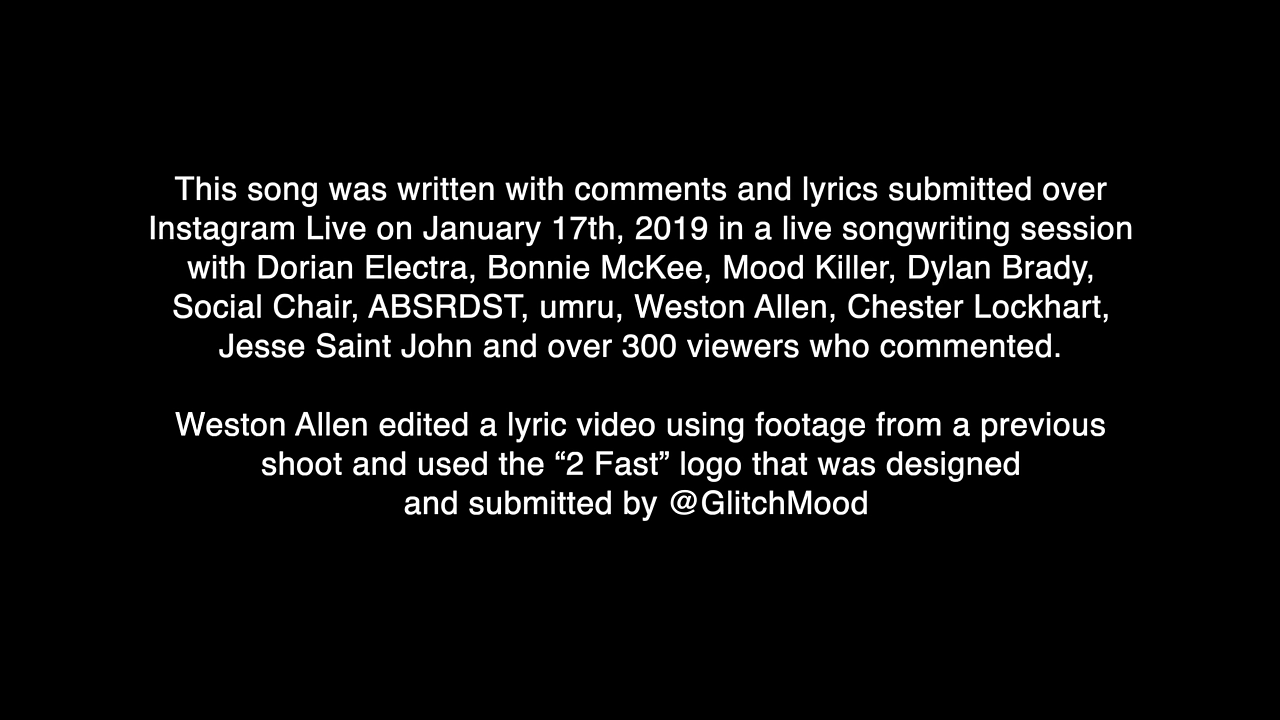 This song was written with comments and lyrics submitted over
Instagram Live on January 17th, 2019 in a live songwriting session
with Dorian Electra, Bonnie McKee, Mood Killer, Dylan Brady,
Social Chair, ABSRDST, umru, Weston Allen, Chester Lockhart,
Jesse Saint John and over 300 viewers who commented.
Weston Allen edited a lyric video using footage from a previous
shoot and used the “2 Fast” logo that was designed
and submitted by @GlitchMood